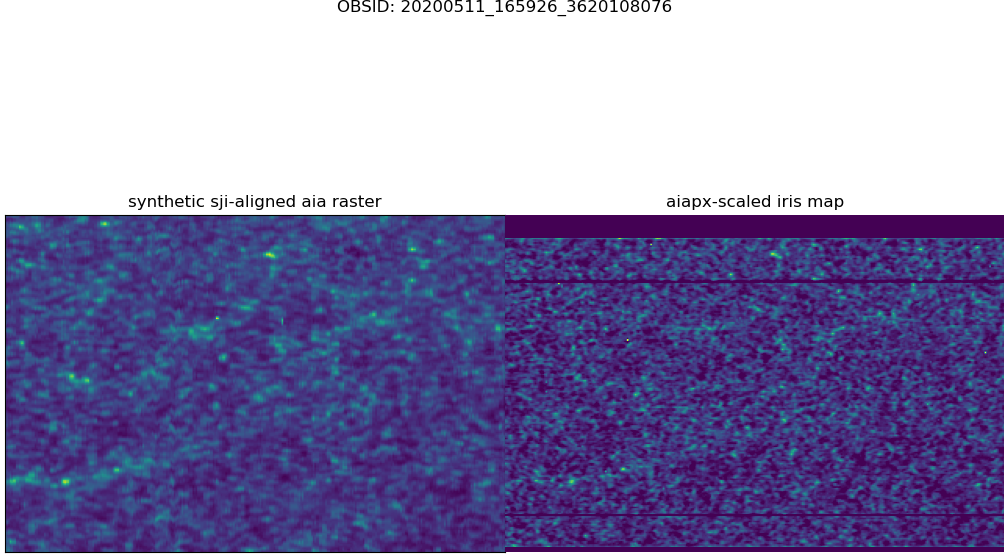 OBSID: 20200511_165926_3620108076
synthetic sji-aligned aia raster
aiapx-scaled iris map